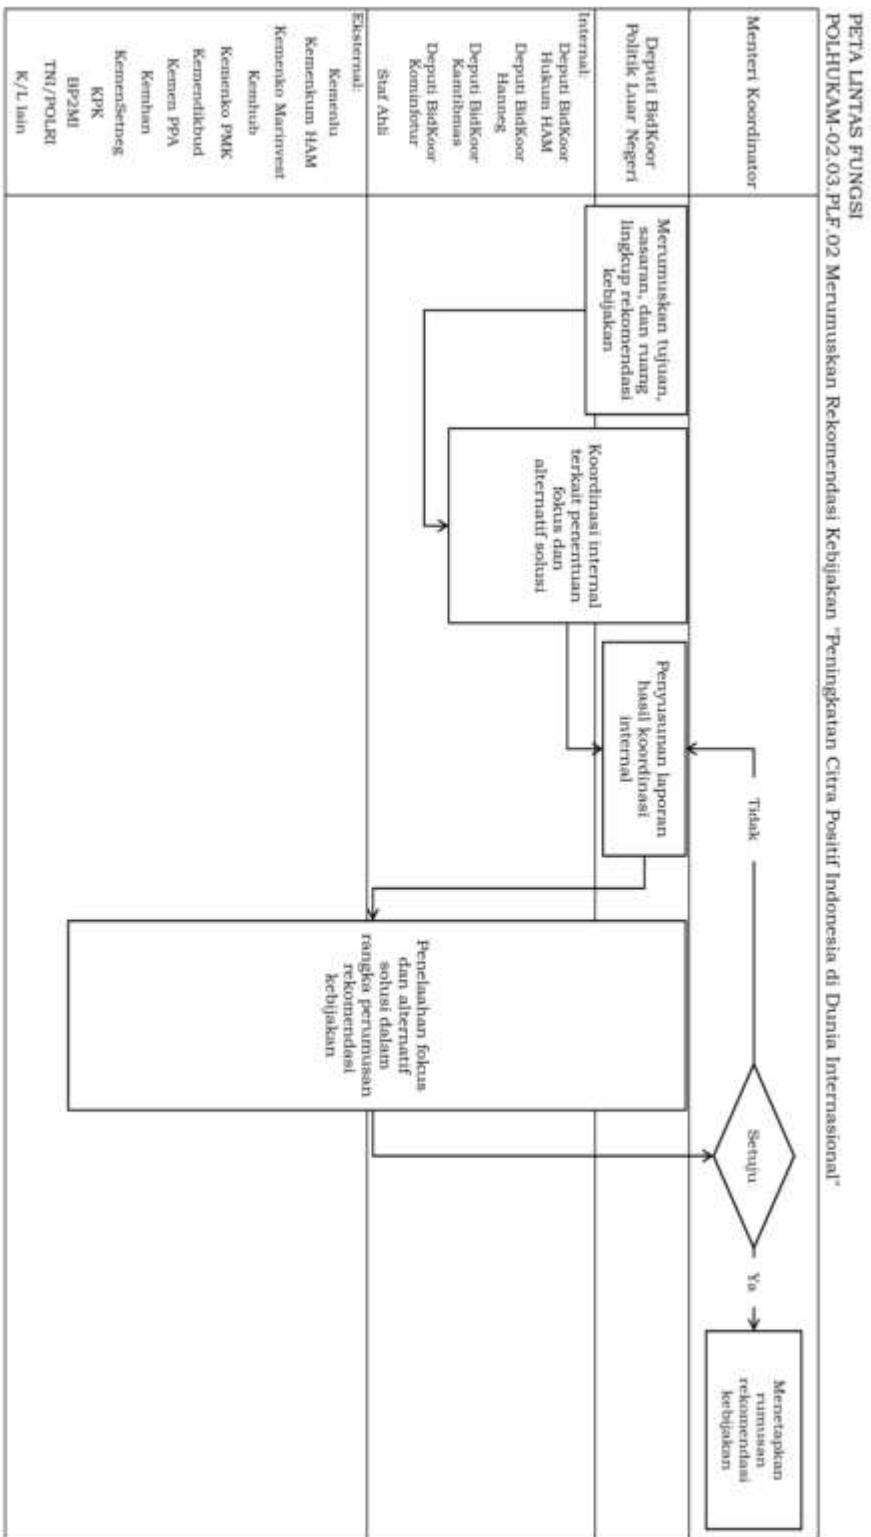 PETA LINTAS FUNGSI
POLHUKAM-02.03.PLF.02 Merumuskan Rekomendasi Kebijakan "Peningkatan Citra Positif Indonesia di Dunia Internasional"
Menteri Koordinator
Deputi BidKoor
Politik Luar Negeri
Internal:
Deputi BidKoor
Hukum HAM
Deputi BidKoor
Hanneg
Deputi BidKoor
Kamtibmas
Deputi BidKoor
Kominfotur
Staf Ahli
Eksternal:
Kemenlu
Kemenkum HAM
Kemenko Marinvest
Kemhub
Kemenko PMK
Kemendikbud
Kemen PPA
Kemhan
KemenSetneg
KPK
BP2MI
TNI/POLRI
K/L lain
Merumuskan tujuan,
sasaran, dan ruang
lingkup rekomendasi
kebijakan
Koordinasi internal
terkait penentuan
fokus dan
alternatif solusi
Penyusunan laporan
hasil koordinasi
internal
Tidak
Penelaahan fokus
dan alternatif
solusi dalam
rangka perumusan
rekomendasi
kebijakan
Setuju
Ya
Menetapkan
rumusan
rekomendasi
kebijakan